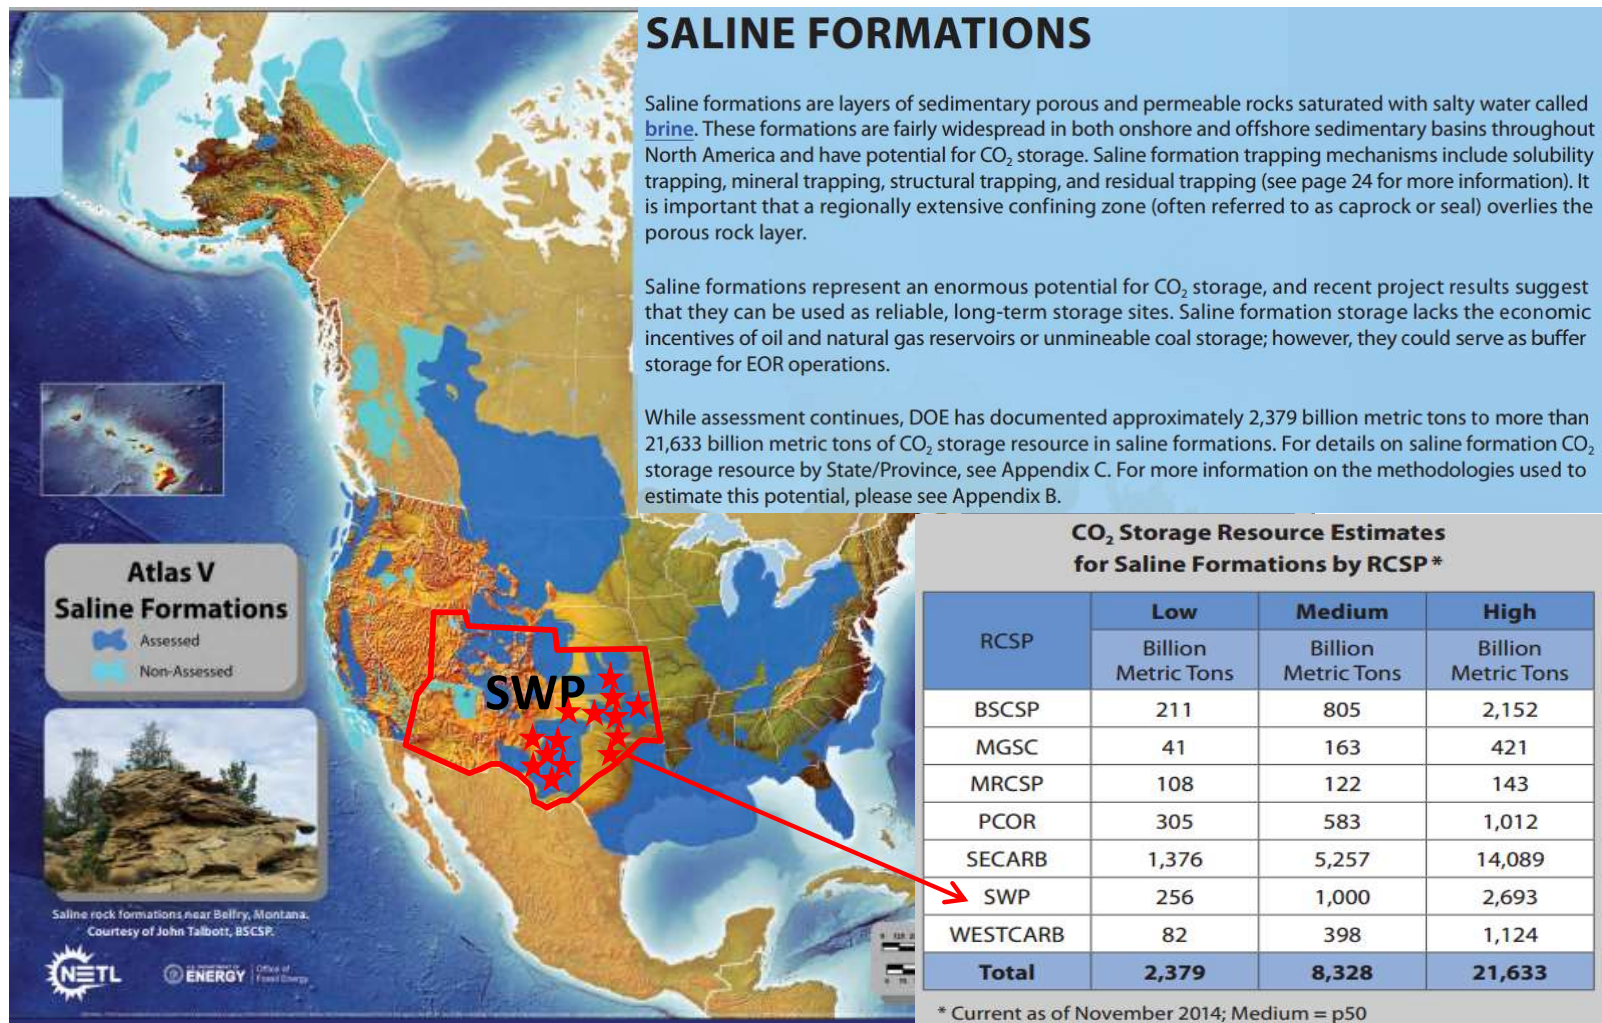 SALINE FORMATIONS
Saline formations are layers of sedimentary porous and permeable rocks saturated with salty water called
brine. These formations are fairly widespread in both onshore and offshore sedimentary basins throughout
North America and have potential for CO₂ storage. Saline formation trapping mechanisms include solubility
trapping, mineral trapping, structural trapping, and residual trapping (see page 24 for more information). It
is important that a regionally extensive confining zone (often referred to as caprock or seal) overlies the
porous rock layer.
Saline formations represent an enormous potential for CO₂ storage, and recent project results suggest
that they can be used as reliable, long-term storage sites. Saline formation storage lacks the economic
incentives of oil and natural gas reservoirs or unmineable coal storage; however, they could serve as buffer
storage for EOR operations.
While assessment continues, DOE has documented approximately 2,379 billion metric tons to more than
21,633 billion metric tons of CO₂ storage resource in saline formations. For details on saline formation CO₂
storage resource by State/Province, see Appendix C. For more information on the methodologies used to
estimate this potential, please see Appendix B.
Atlas V
Saline Formations
Assessed
Non-Assessed
SWP
Saline rock formations near Belfry, Montana.
Courtesy of John Talbott, BSCSP.
NETL
U.S. DEPARTMENT OF
ENERGY
Office of
Fossil Energy
CO₂ Storage Resource Estimates
for Saline Formations by RCSP*
RCSP Low Medium High
Billion Metric Tons Billion Metric Tons Billion Metric Tons
BSCSP 211 805 2,152
MGSC 41 163 421
MRCSP 108 122 143
PCOR 305 583 1,012
SECARB 1,376 5,257 14,089
SWP 256 1,000 2,693
WESTCARB 82 398 1,124
Total 2,379 8,328 21,633
* Current as of November 2014; Medium = p50